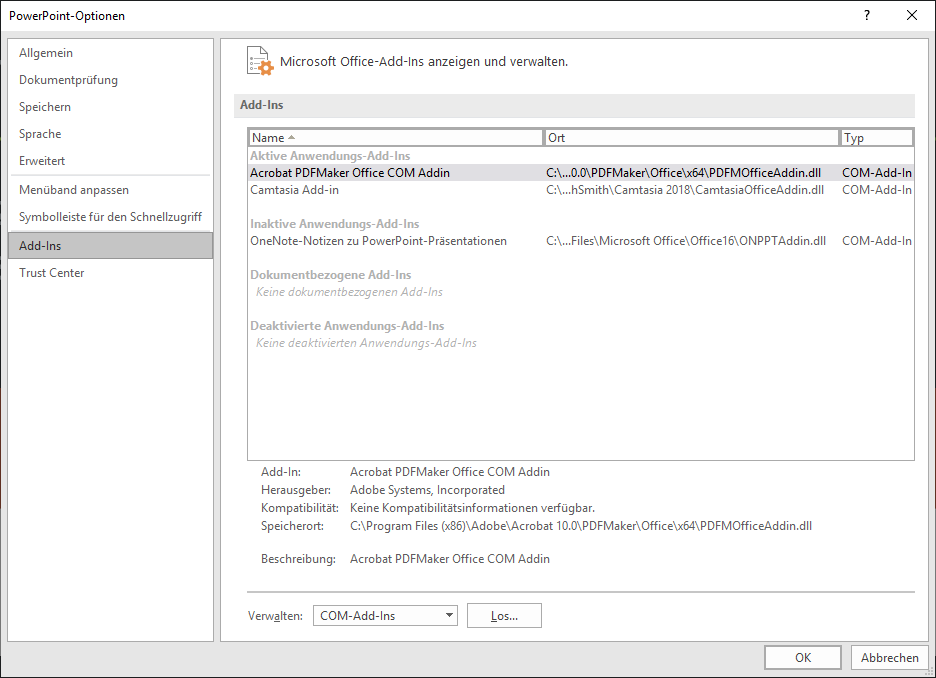 PowerPoint-Optionen
?
Allgemein
Dokumentprüfung
Speichern
Sprache
Erweitert
Menüband anpassen
Symbolleiste für den Schnellzugriff
Add-Ins
Trust Center
Microsoft Office-Add-Ins anzeigen und verwalten.
Add-Ins
Name Ort Typ
Aktive Anwendungs-Add-Ins
Acrobat PDFMaker Office COM Addin C:\...0.0\PDFMaker\Office\x64\PDFMOfficeAddin.dll COM-Add-In
Camtasia Add-in C:\...hSmith\Camtasia 2018\CamtasiaOfficeAddin.dll COM-Add-In
Inaktive Anwendungs-Add-Ins
OneNote-Notizen zu PowerPoint-Präsentationen C:\...Files\Microsoft Office\Office16\ONPPTAddin.dll COM-Add-In
Dokumentbezogene Add-Ins
Keine dokumentbezogenen Add-Ins
Deaktivierte Anwendungs-Add-Ins
Keine deaktivierten Anwendungs-Add-Ins
Add-In: Acrobat PDFMaker Office COM Addin
Herausgeber: Adobe Systems, Incorporated
Kompatibilität: Keine Kompatibilitätsinformationen verfügbar.
Speicherort: C:\Program Files (x86)\Adobe\Acrobat 10.0\PDFMaker\Office\x64\PDFMOfficeAddin.dll
Beschreibung: Acrobat PDFMaker Office COM Addin
Verwalten: COM-Add-Ins Los...
OK Abbrechen